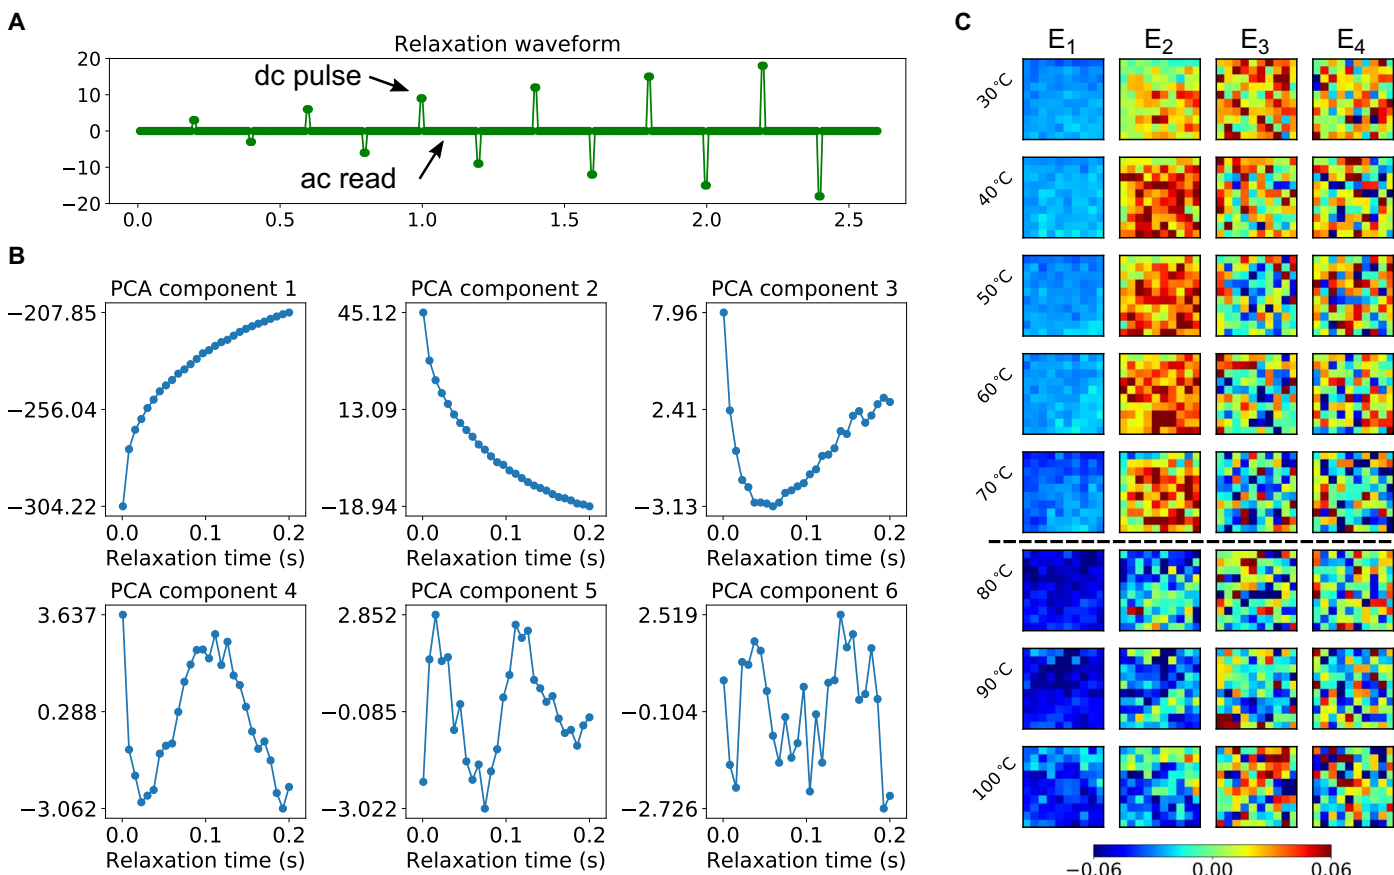 A
Relaxation waveform
20
10
0
−10
−20
dc pulse
ac read
0.0 0.5 1.0 1.5 2.0 2.5
B
PCA component 1
−207.85
−256.04
−304.22
0.0 0.1 0.2
Relaxation time (s)
PCA component 2
45.12
13.09
−18.94
0.0 0.1 0.2
Relaxation time (s)
PCA component 3
7.96
2.41
−3.13
0.0 0.1 0.2
Relaxation time (s)
PCA component 4
3.637
0.288
−3.062
0.0 0.1 0.2
Relaxation time (s)
PCA component 5
2.852
−0.085
−3.022
0.0 0.1 0.2
Relaxation time (s)
PCA component 6
2.519
−0.104
−2.726
0.0 0.1 0.2
Relaxation time (s)
C
E₁ E₂ E₃ E₄
30°C
40°C
50°C
60°C
70°C
80°C
90°C
100°C
−0.06 0.00 0.06